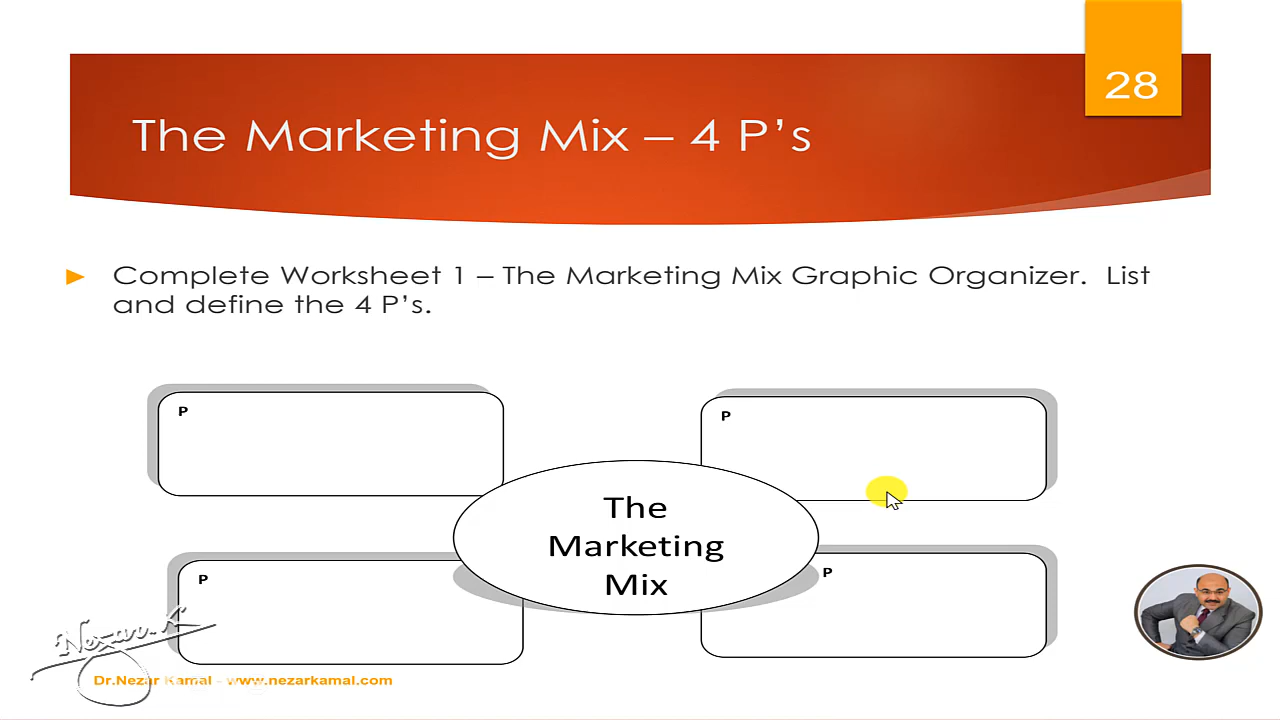 28
The Marketing Mix – 4 P’s
Complete Worksheet 1 – The Marketing Mix Graphic Organizer.  List
and define the 4 P’s.
P
P
The
Marketing
Mix
P
P
Nezar.K
Dr.Nezar Kamal - www.nezarkamal.com